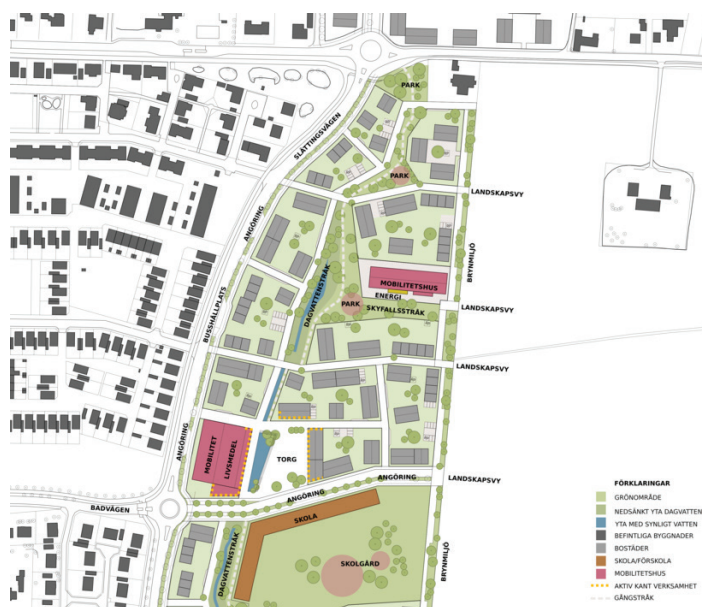 PARK
SLÄTTINGSVÄGEN
PARK
LANDSKAPSVY
ANGÖRING
BRYNMILJÖ
MOBILITETSHUS
ENERGI
PARK
SKYFALLSSTRÅK
LANDSKAPSVY
DAGVATTENSTRÅK
BUSSHÅLLPLATS
LANDSKAPSVY
ANGÖRING
MOBILITET
LIVSMEDEL
TORG
ANGÖRING
ANGÖRING
LANDSKAPSVY
BADVÄGEN
SKOLA
DAGVATTENSTRÅK
SKOLGÅRD
BRYNMILJÖ
FÖRKLARINGAR
GRÖNOMRÅDE
NEDSÄNKT YTA DAGVATTEN
YTA MED SYNLIGT VATTEN
BEFINTLIGA BYGGNADER
BOSTÄDER
SKOLA/FÖRSKOLA
MOBILITETSHUS
AKTIV KANT VERKSAMHET
GÅNGSTRÅK